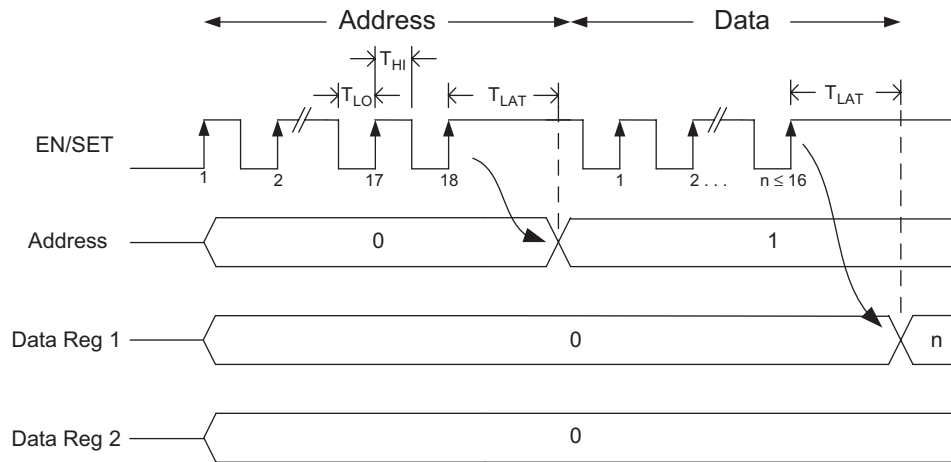 Address Data
T_HI
T_LO T_LAT T_LAT
EN/SET
1 2 17 18 1 2 . . . n ≤ 16
Address 0 1
Data Reg 1 0 n
Data Reg 2 0